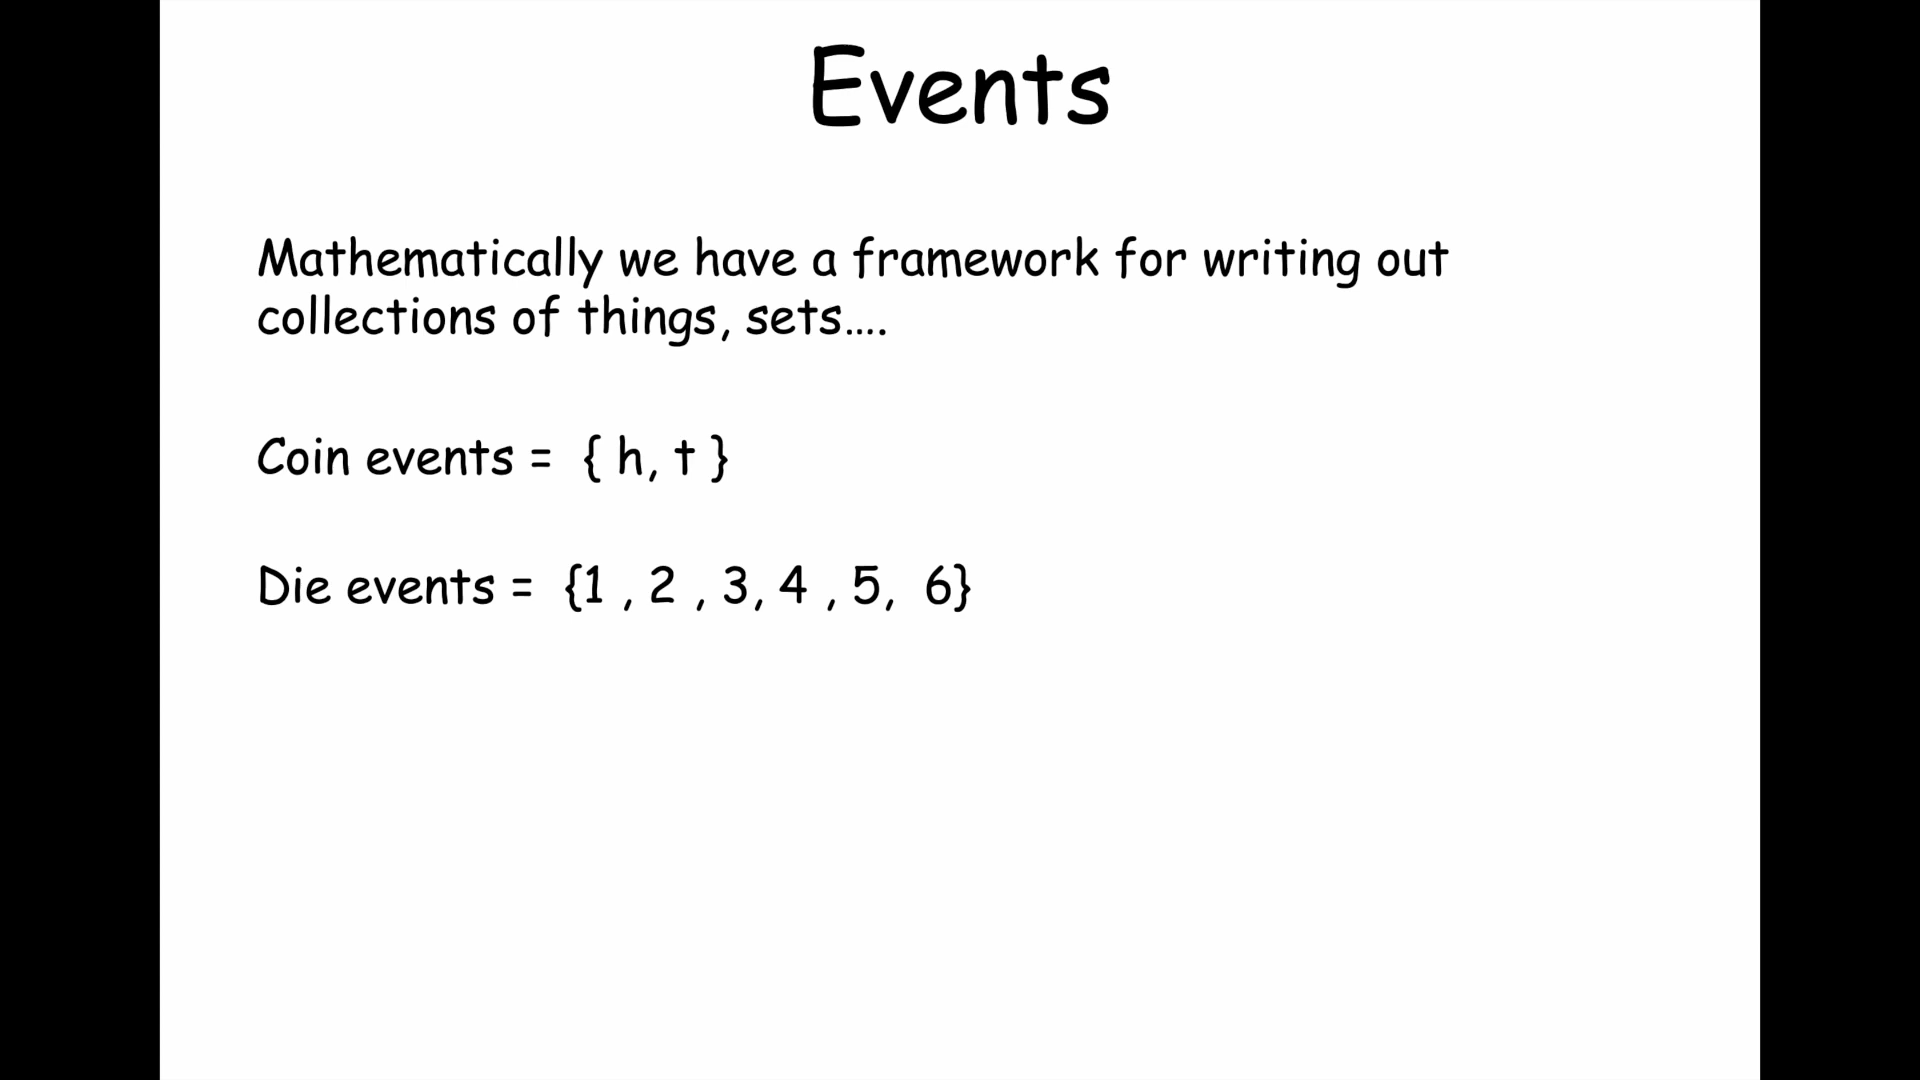 Events
Mathematically we have a framework for writing out
collections of things, sets....
Coin events = { h, t }
Die events = {1 , 2 , 3, 4 , 5, 6}